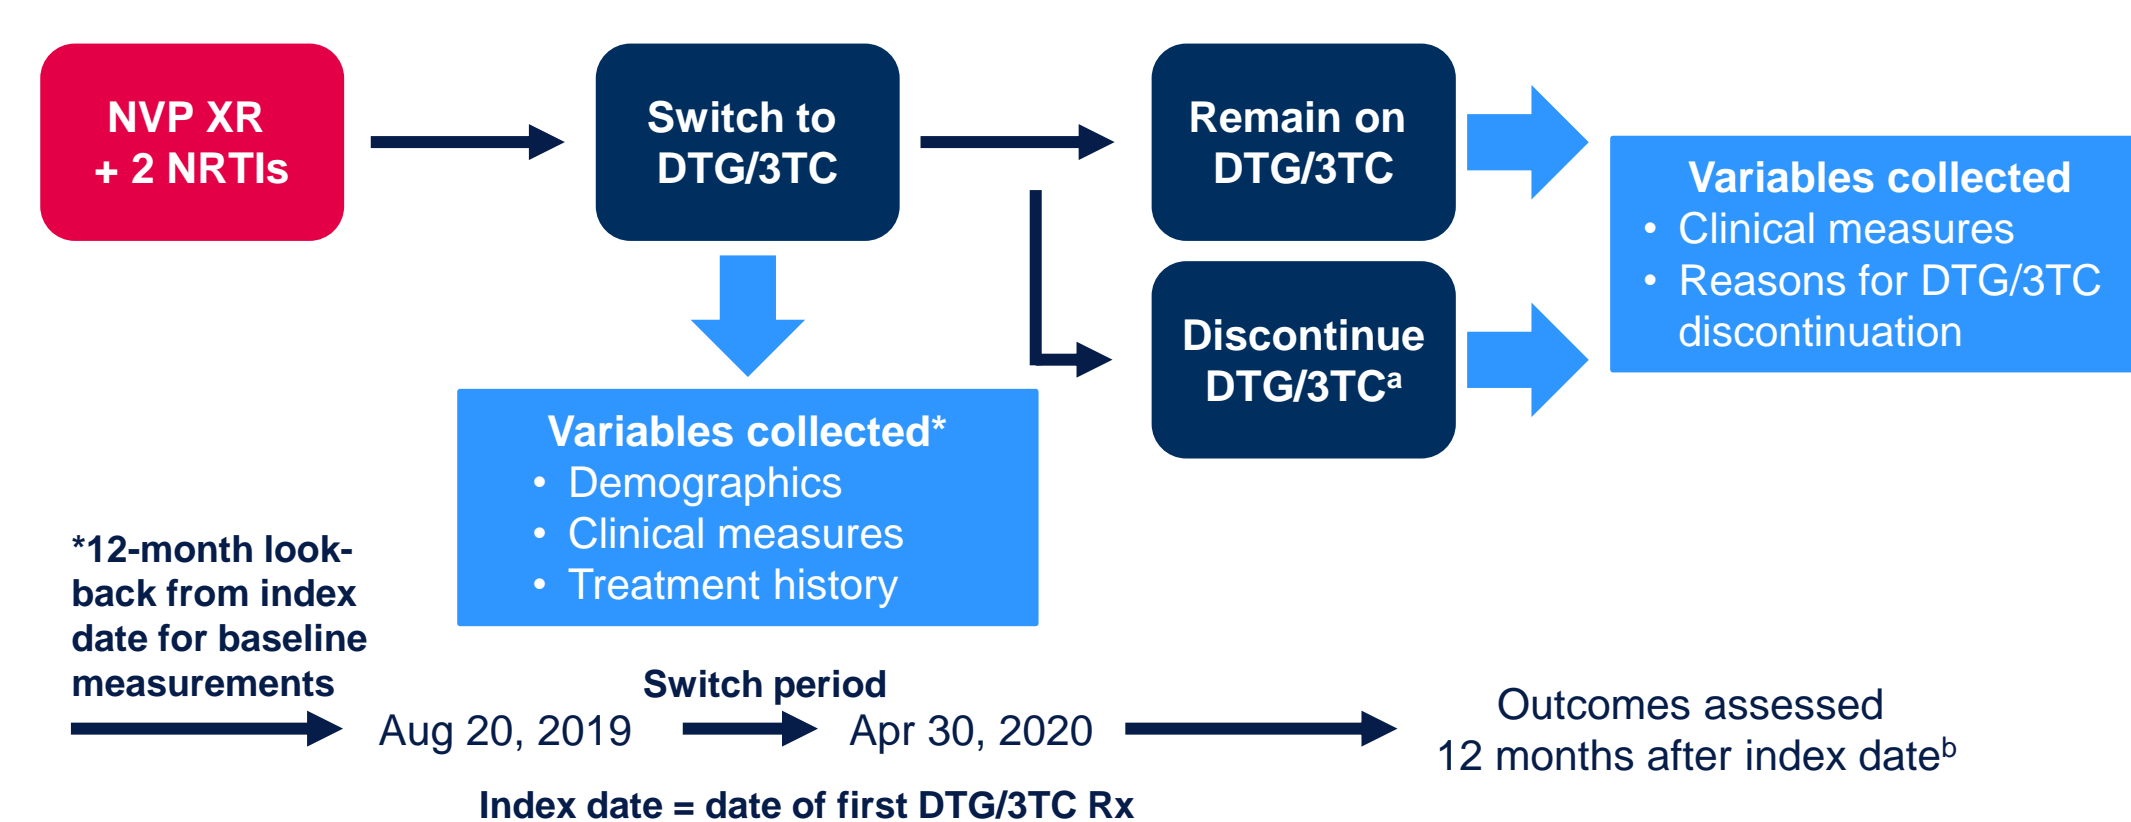 NVP XR
+ 2 NRTIs
Switch to
DTG/3TC
Remain on
DTG/3TC
Discontinue
DTG/3TCᵃ
Variables collected
• Clinical measures
• Reasons for DTG/3TC
discontinuation
Variables collected*
• Demographics
• Clinical measures
• Treatment history
*12-month look-
back from index
date for baseline
measurements
Switch period
Aug 20, 2019
Apr 30, 2020
Outcomes assessed
12 months after index dateᵇ
Index date = date of first DTG/3TC Rx